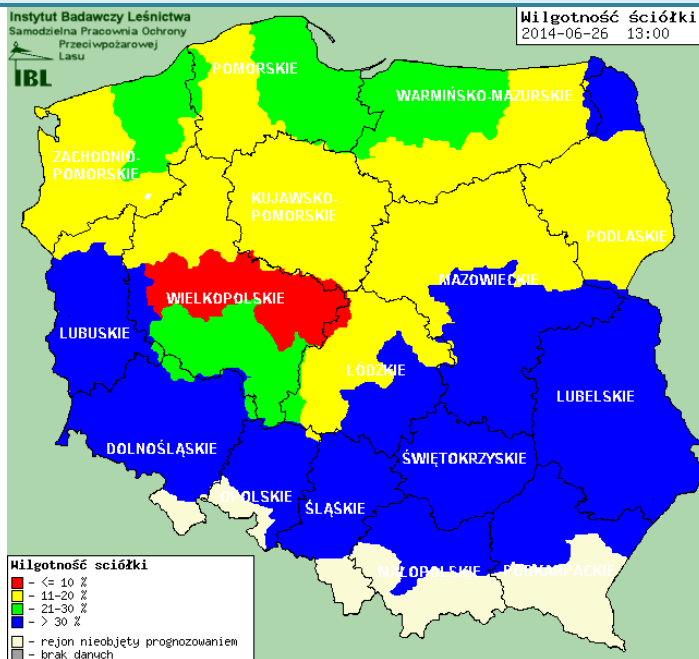 Instytut Badawczy Leśnictwa
Samodzielna Pracownia Ochrony
Przeciwpożarowej
Lasu
IBL
Wilgotność ściółki
2014-06-26 13:00
POMORSKIE
WARMIŃSKO-MAZURSKIE
ZACHODNIO-
POMORSKIE
KUJAWSKO-
POMORSKIE
PODLASKIE
MAZOWIECKIE
WIELKOPOLSKIE
LUBUSKIE
ŁÓDZKIE
LUBELSKIE
DOLNOŚLĄSKIE
ŚWIĘTOKRZYSKIE
OPOLSKIE
ŚLĄSKIE
MAŁOPOLSKIE
PODKARPACKIE
Wilgotność sciółki
- <= 10 %
- 11-20 %
- 21-30 %
- > 30 %
- rejon nieobjęty prognozowaniem
- brak danych